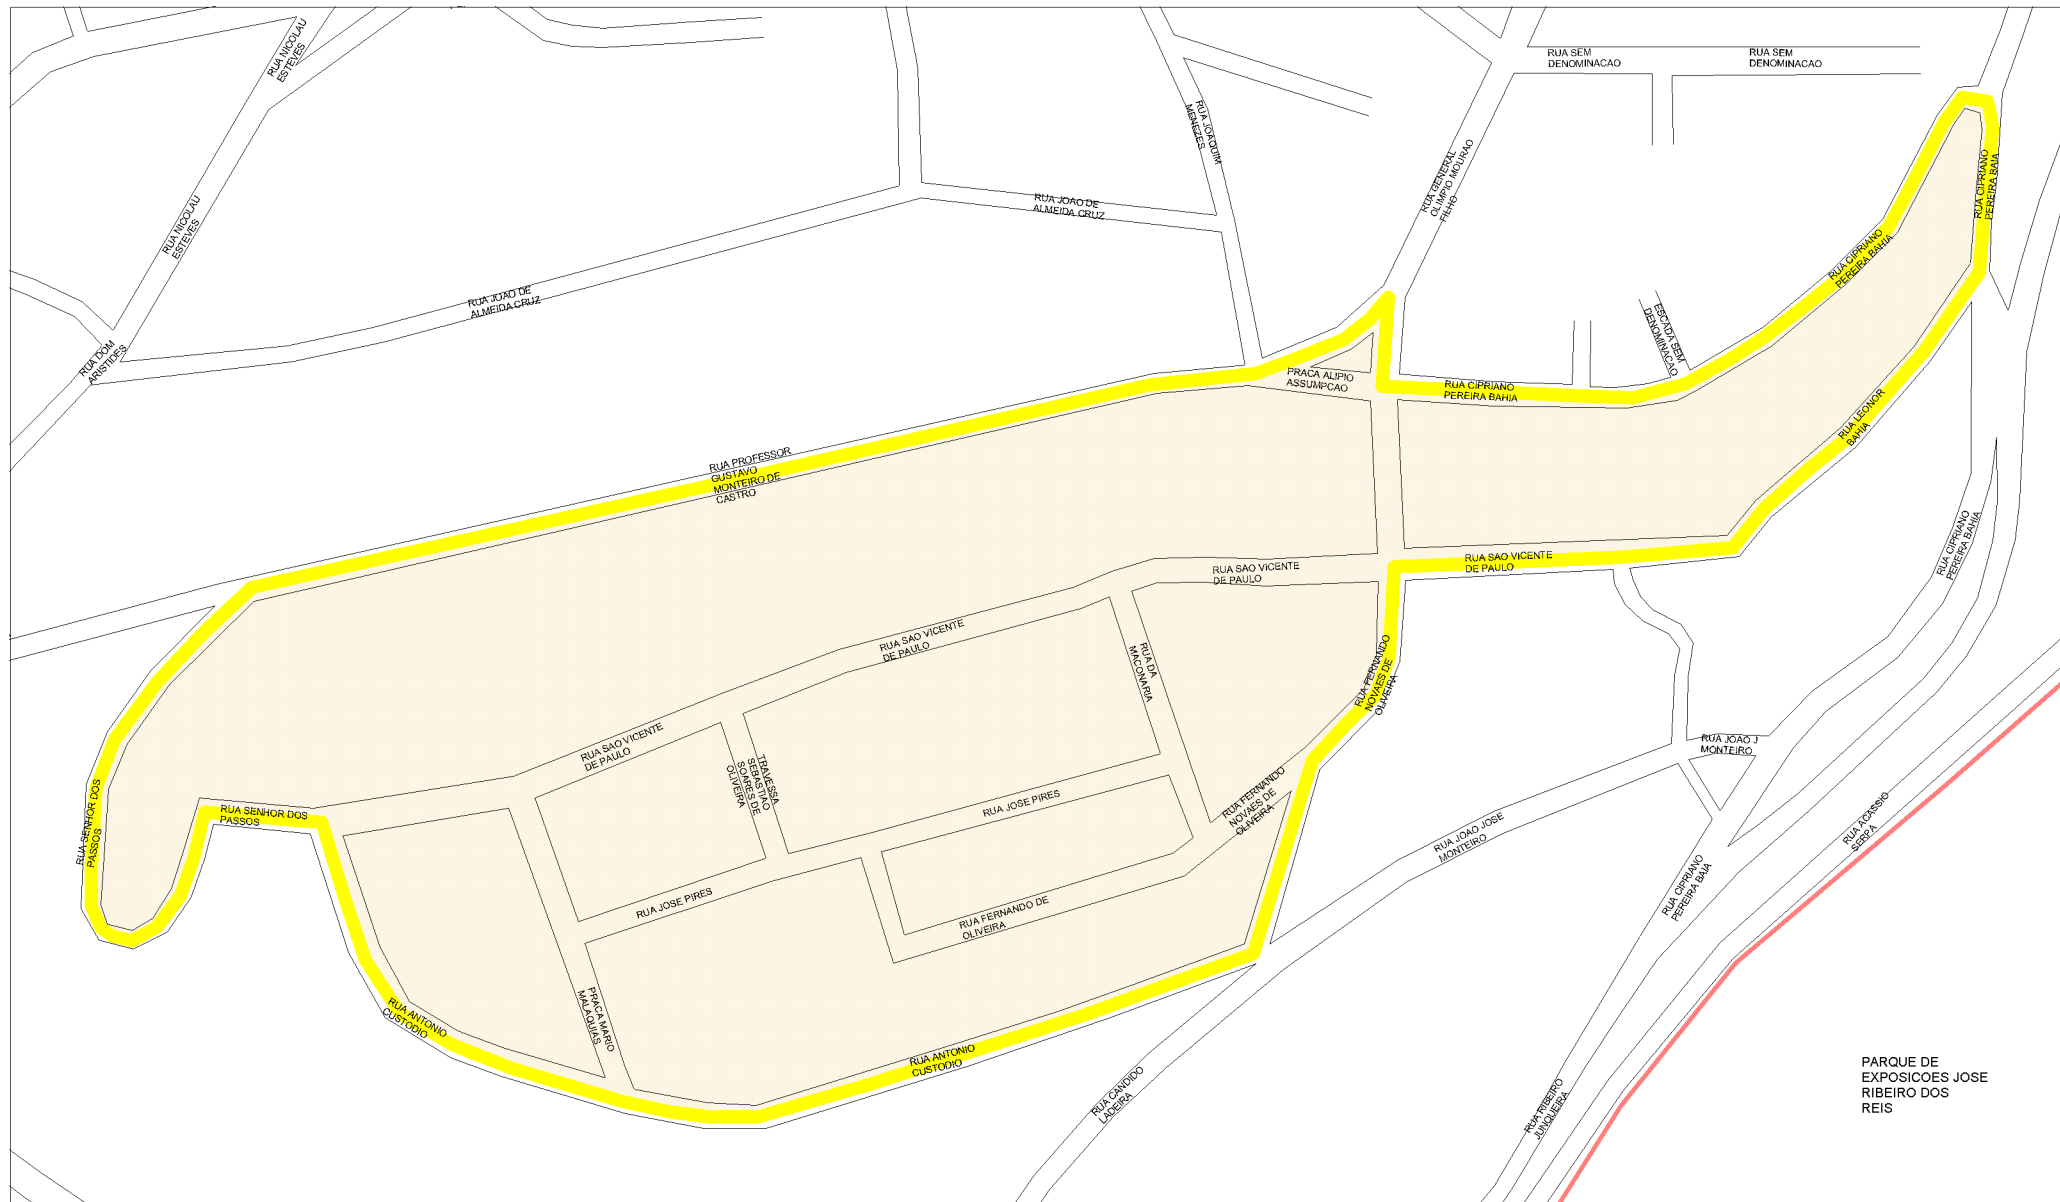 RUA NICOLAU
ESTEVES
RUA SEM
DENOMINACAO
RUA SEM
DENOMINACAO
RUA JOAQUIM
MENEZES
RUA GENERAL
OLIMPIO MOURAO
FILHO
RUA CIPRIANO
PEREIRA BAIA
RUA NICOLAU
ESTEVES
RUA JOAO DE
ALMEIDA CRUZ
RUA CIPRIANO
PEREIRA BAHIA
RUA JOAO DE
ALMEIDA CRUZ
ESCADA SEM
DENOMINACAO
RUA DOM
ARISTIDES
PRACA ALIPIO
ASSUMPCAO
RUA CIPRIANO
PEREIRA BAHIA
RUA LEONOR
BAHIA
RUA PROFESSOR
GUSTAVO
MONTEIRO DE
CASTRO
RUA CIPRIANO
PEREIRA BAHIA
RUA SAO VICENTE
DE PAULO
RUA SAO VICENTE
DE PAULO
RUA SAO VICENTE
DE PAULO
RUA DA
MACONARIA
RUA FERNANDO
NOVAES DE
OLIVEIRA
RUA SAO VICENTE
DE PAULO
RUA JOAO J
MONTEIRO
TRAVESSA
SEBASTIAO
SOARES DE
OLIVEIRA
RUA SENHOR DOS
PASSOS
RUA SENHOR DOS
PASSOS
RUA JOSE PIRES
RUA FERNANDO
NOVAES DE
OLIVEIRA
RUA JOAO JOSE
MONTEIRO
RUA ACASSIO
SERPA
RUA JOSE PIRES
RUA FERNANDO DE
OLIVEIRA
RUA CIPRIANO
PEREIRA BAIA
RUA ANTONIO
CUSTODIO
PRACA MARIO
MALAQUIAS
RUA ANTONIO
CUSTODIO
RUA CANDIDO
LADEIRA
RUA RIBEIRO
JUNQUEIRA
PARQUE DE
EXPOSICOES JOSE
RIBEIRO DOS
REIS